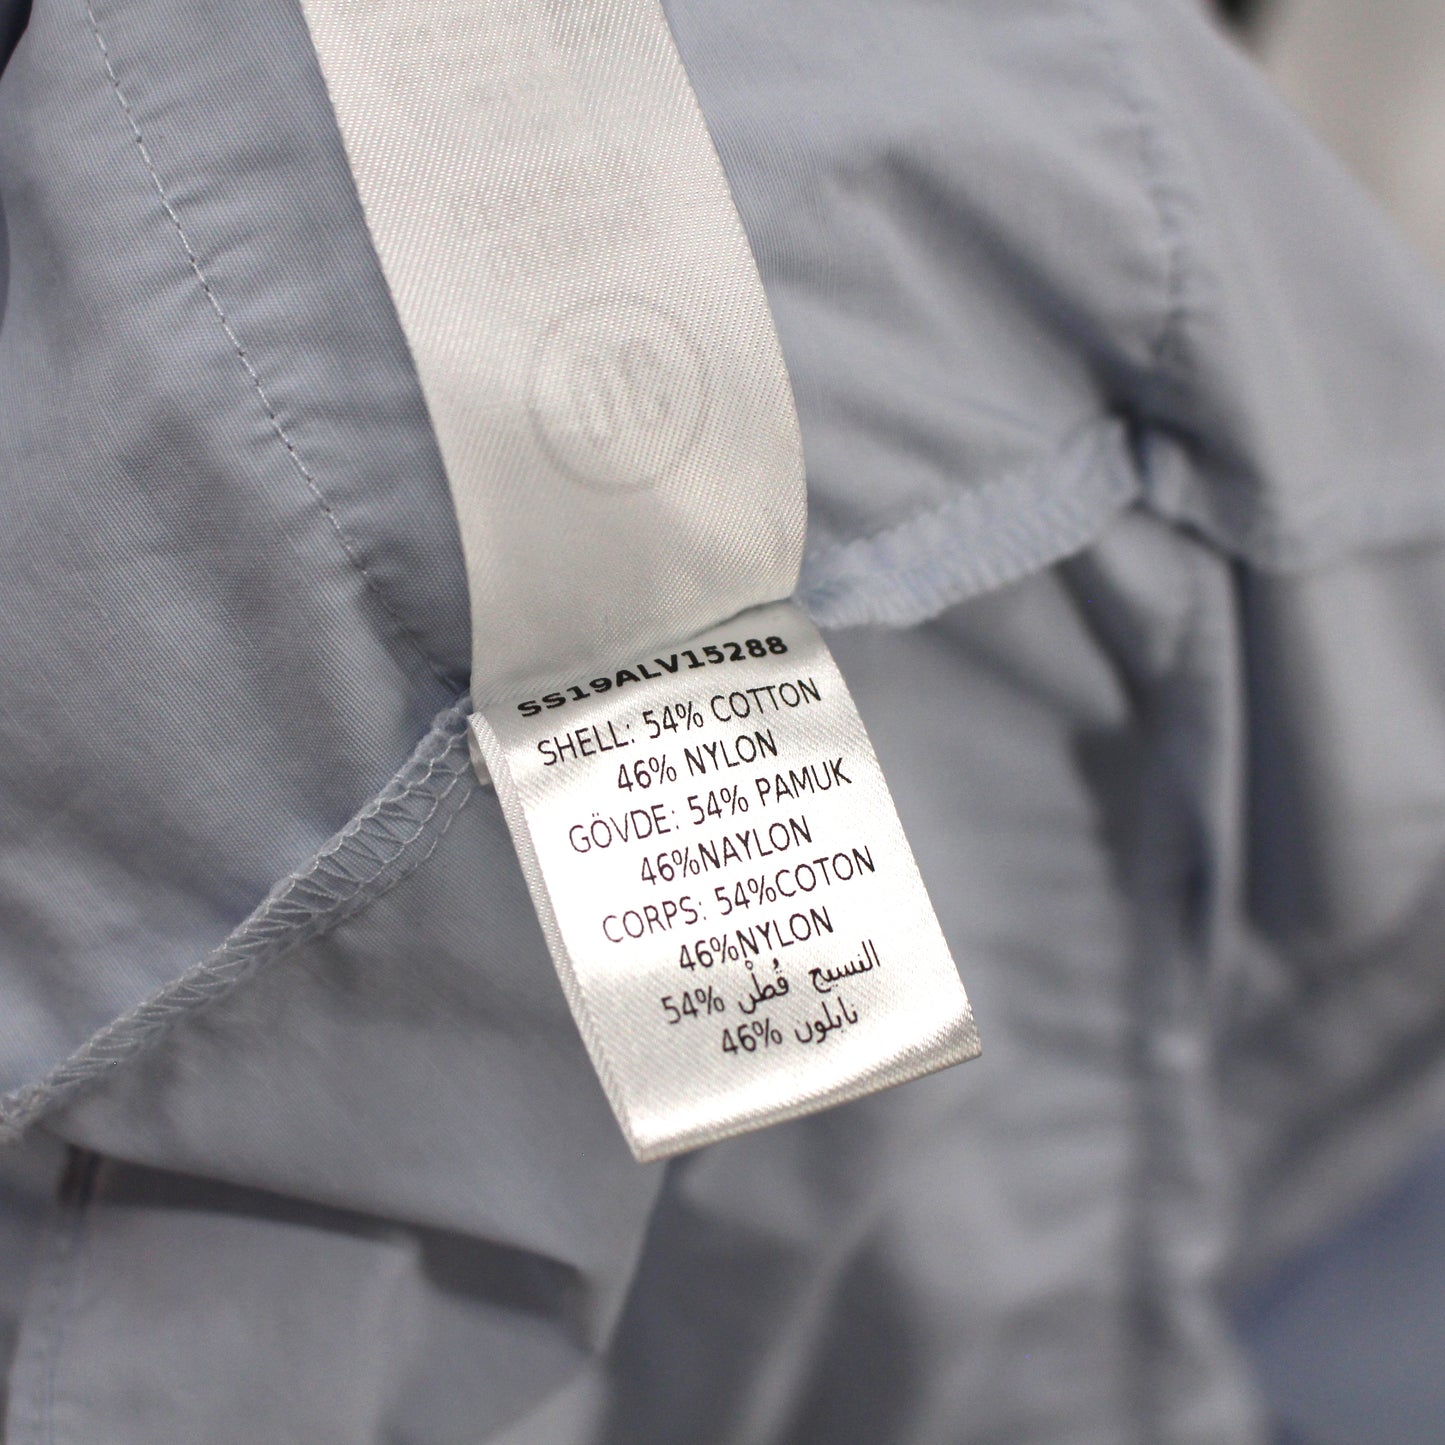 SS19ALV15288
SHELL: 54% COTTON
46% NYLON
GÖVDE: 54% PAMUK
46%NAYLON
CORPS: 54%COTON
46%NYLON
النسيج قُطْن %54
نايلون %46